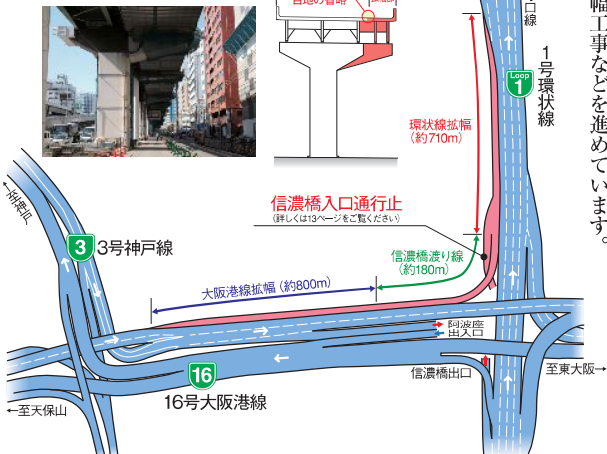 幅工事などを進めています。
口線
Loop
1
1号環状線
環状線拡幅
(約710m)
信濃橋入口通行止
(詳しくは13ページをご覧ください)
信濃橋渡り線
(約180m)
大阪港線拡幅(約800m)
↖至神戸
3
3号神戸線
阿波座
出入口
16
16号大阪港線
信濃橋出口
至東大阪→
←至天保山